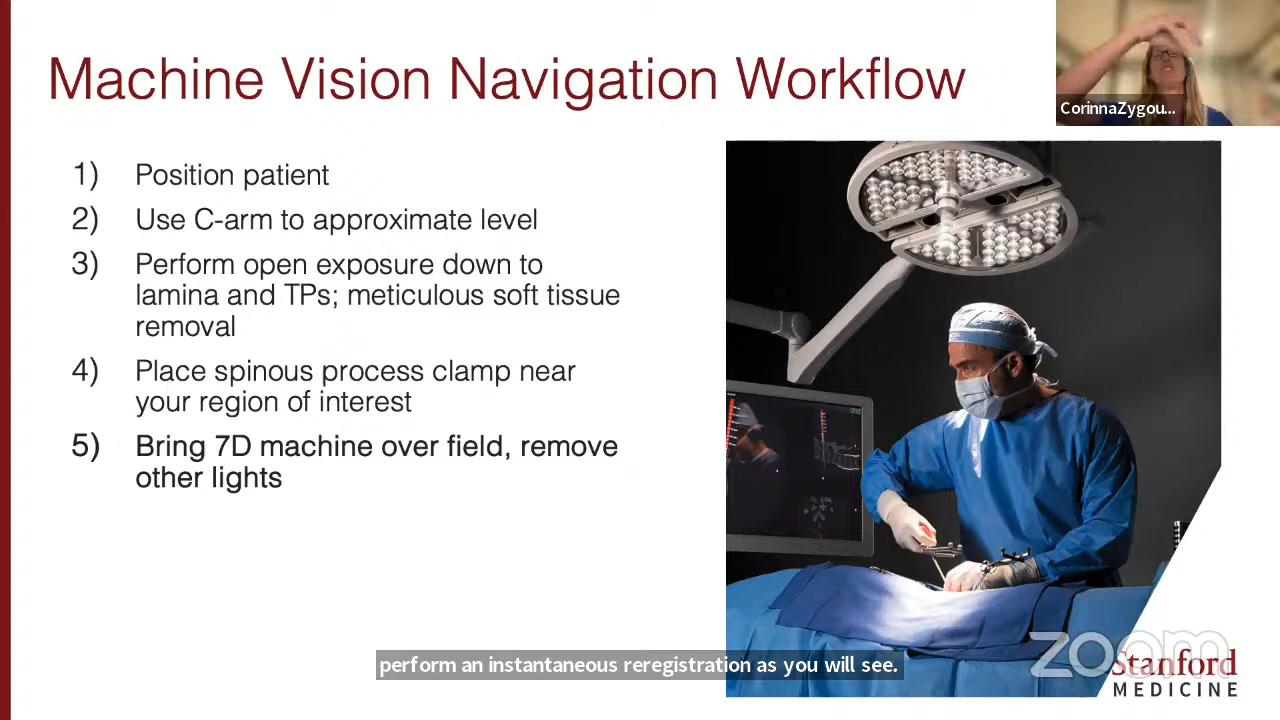 Machine Vision Navigation Workflow
CorinnaZygou...
1) Position patient
2) Use C-arm to approximate level
3) Perform open exposure down to
lamina and TPs; meticulous soft tissue
removal
4) Place spinous process clamp near
your region of interest
5) Bring 7D machine over field, remove
other lights
perform an instantaneous reregistration as you will see.
zoom
Stanford
MEDICINE